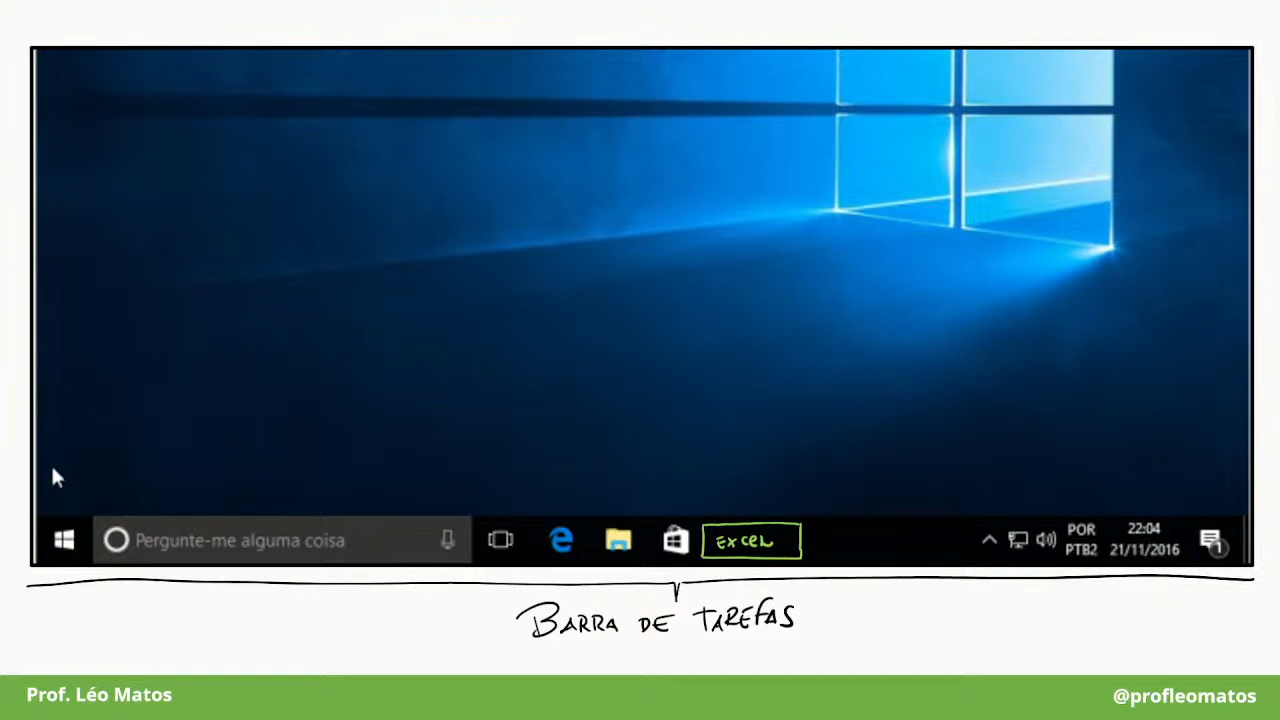 Pergunte-me alguma coisa
EXCEL
POR
PTB2
22:04
21/11/2016
1
BARRA DE TAREFAS
Prof. Léo Matos
@profleomatos